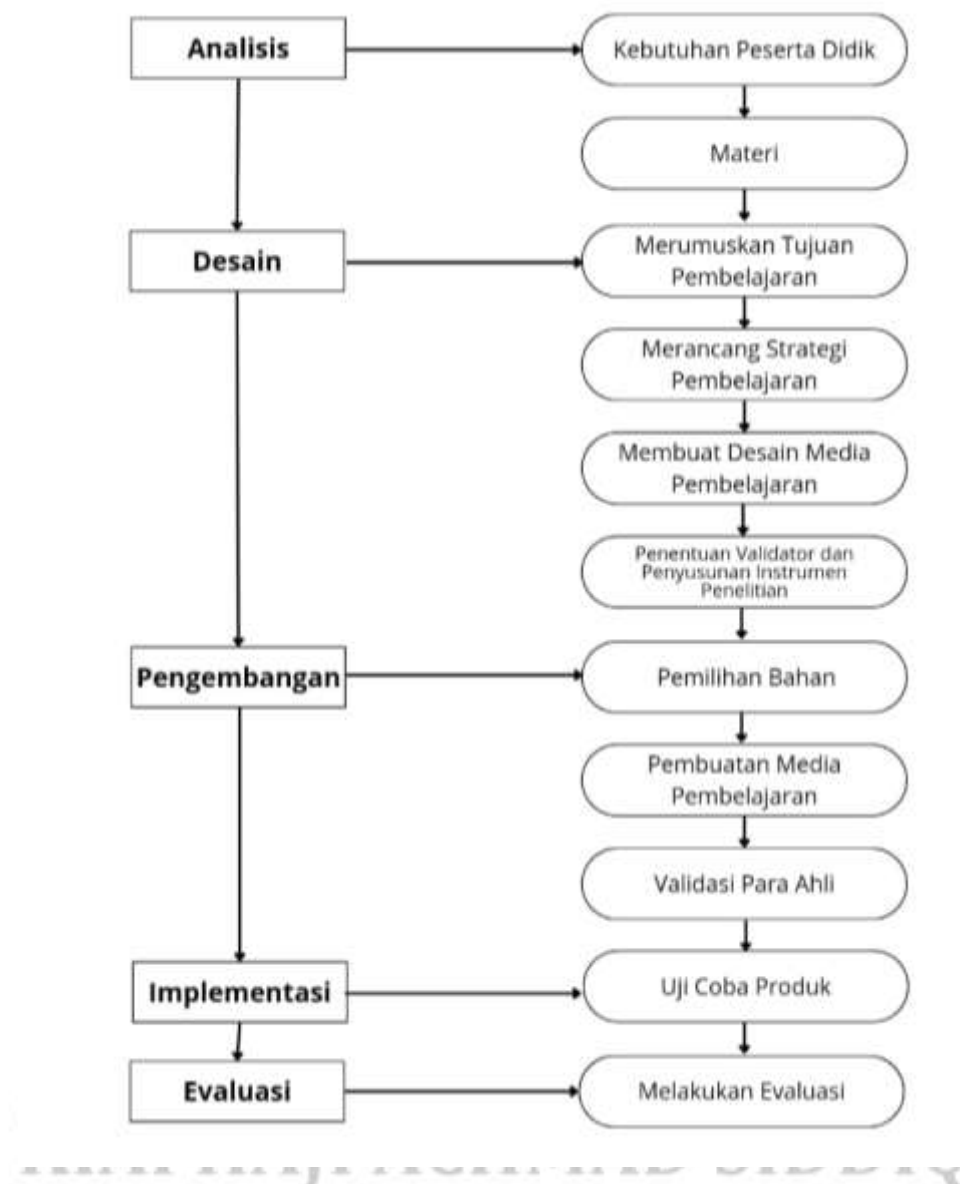 Analisis
Kebutuhan Peserta Didik
Materi
Desain
Merumuskan Tujuan
Pembelajaran
Merancang Strategi
Pembelajaran
Membuat Desain Media
Pembelajaran
Penentuan Validator dan
Penyusunan Instrumen
Penelitian
Pengembangan
Pemilihan Bahan
Pembuatan Media
Pembelajaran
Validasi Para Ahli
Implementasi
Uji Coba Produk
Evaluasi
Melakukan Evaluasi